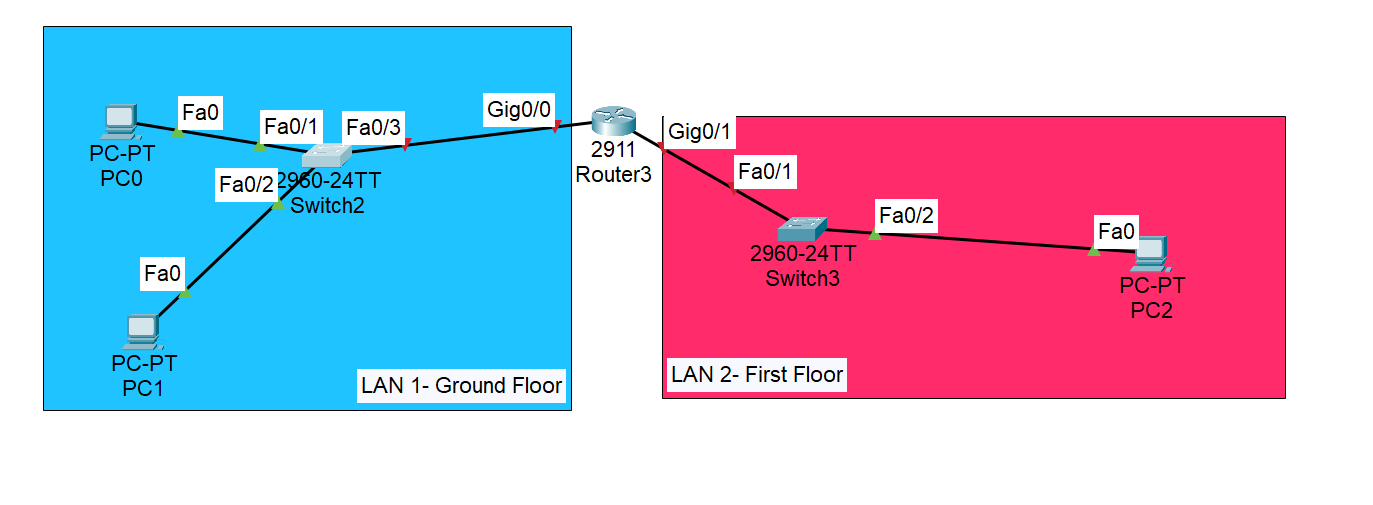 Fa0
PC-PT
PC0
Fa0/1
Fa0/3
2960-24TT
Switch2
Fa0/2
Fa0
PC-PT
PC1
LAN 1- Ground Floor
Gig0/0
2911
Router3
Gig0/1
Fa0/1
2960-24TT
Switch3
Fa0/2
Fa0
PC-PT
PC2
LAN 2- First Floor